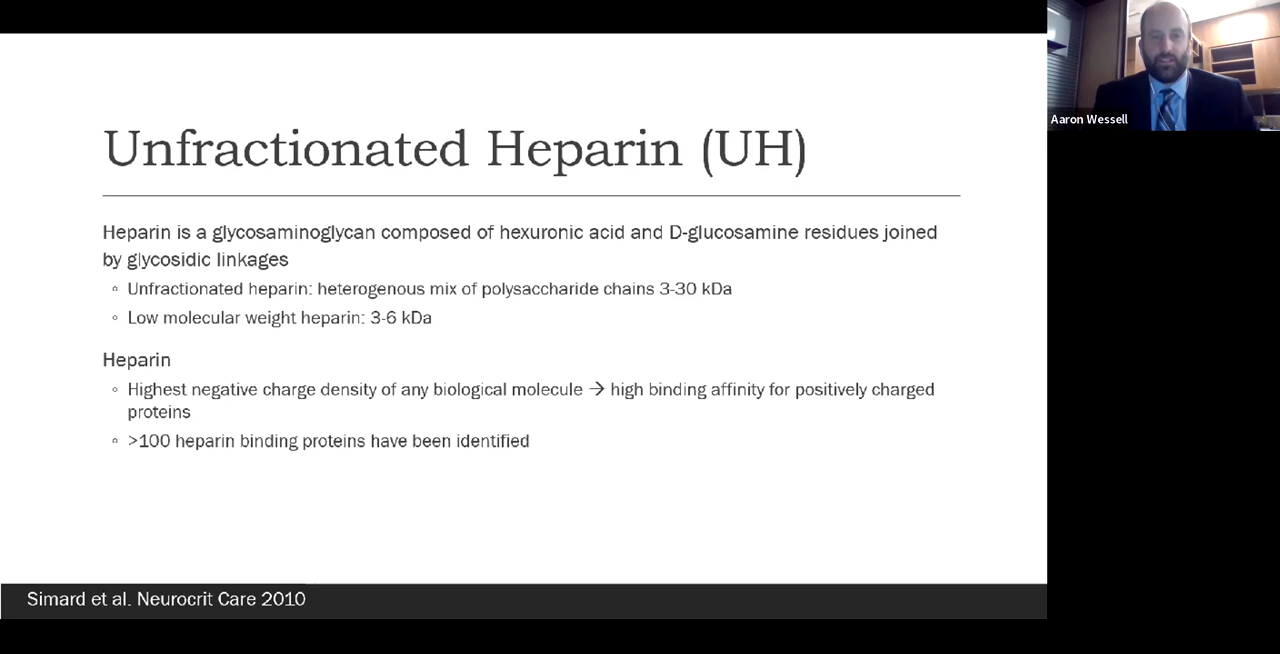 Unfractionated Heparin (UH)
Heparin is a glycosaminoglycan composed of hexuronic acid and D-glucosamine residues joined
by glycosidic linkages
◦ Unfractionated heparin: heterogenous mix of polysaccharide chains 3-30 kDa
◦ Low molecular weight heparin: 3-6 kDa
Heparin
◦ Highest negative charge density of any biological molecule → high binding affinity for positively charged
proteins
◦ >100 heparin binding proteins have been identified
Simard et al. Neurocrit Care 2010
Aaron Wessell